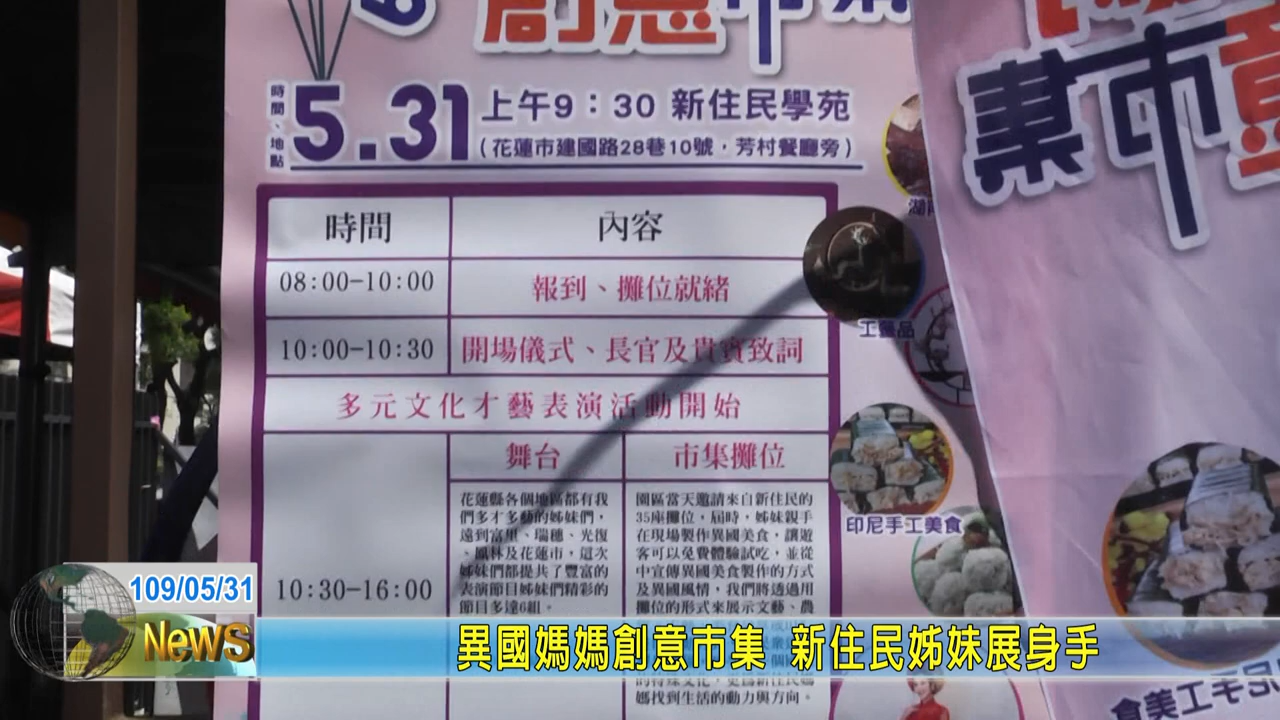 創意市集
時間、地點
5.31
上午9：30 新住民學苑
(花蓮市建國路28巷10號，芳村餐廳旁)
時間 內容
08:00-10:00 報到、攤位就緒
10:00-10:30 開場儀式、長官及貴賓致詞
多元文化才藝表演活動開始
舞台 市集攤位
10:30-16:00
花蓮縣各個地區都有我
們多才多藝的姊妹們，
遠到富里、瑞穗、光復
、鳳林及花蓮市，這次
姊妹們都提共了豐富的
表演節目姊妹們精彩的
節目多達6組。
園區當天邀請來自新住民的
35座攤位，屆時，姊妹親手
在現場製作異國美食，讓遊
客可以免費體驗試吃，並從
中宣傳異國美食製作的方式
及異國風情，我們將透過用
攤位的形式來展示文藝、農
媽找到生活的動力與方向。
工藝品
印尼手工美食
市集
手工美食
109/05/31
News
異國媽媽創意市集 新住民姊妹展身手